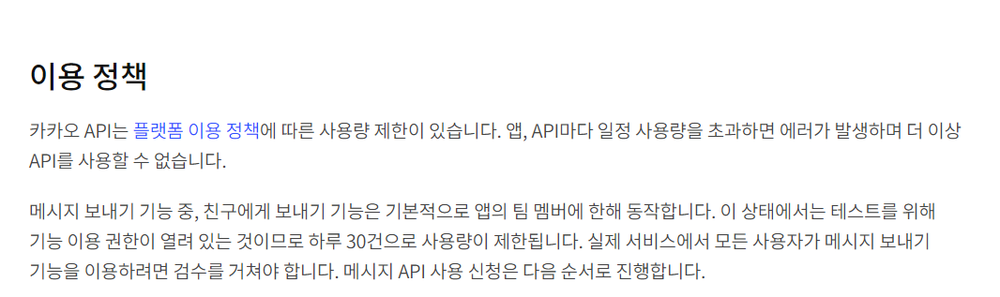 이용 정책
카카오 API는 플랫폼 이용 정책에 따른 사용량 제한이 있습니다. 앱, API마다 일정 사용량을 초과하면 에러가 발생하며 더 이상
API를 사용할 수 없습니다.
메시지 보내기 기능 중, 친구에게 보내기 기능은 기본적으로 앱의 팀 멤버에 한해 동작합니다. 이 상태에서는 테스트를 위해
기능 이용 권한이 열려 있는 것이므로 하루 30건으로 사용량이 제한됩니다. 실제 서비스에서 모든 사용자가 메시지 보내기
기능을 이용하려면 검수를 거쳐야 합니다. 메시지 API 사용 신청은 다음 순서로 진행합니다.